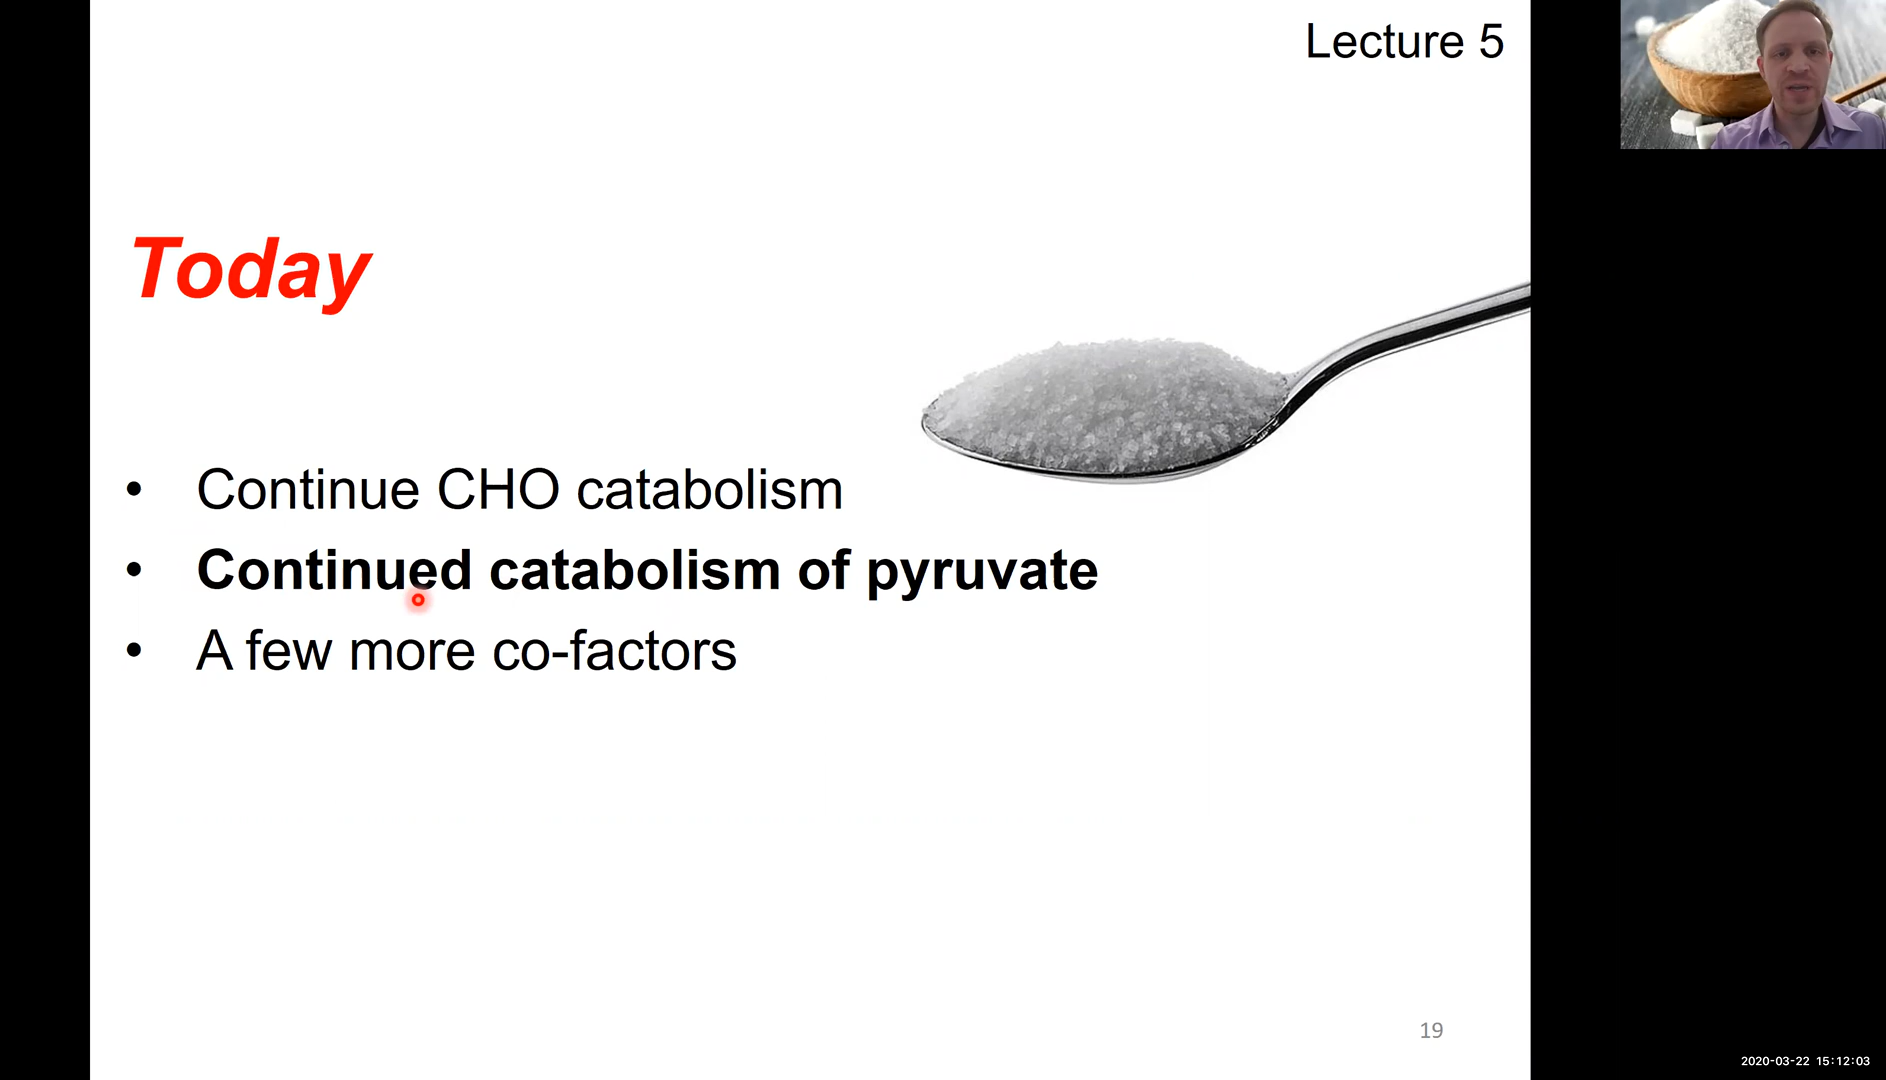 Lecture 5
Today
• Continue CHO catabolism
• Continued catabolism of pyruvate
• A few more co-factors
19
2020-03-22 15:12:03